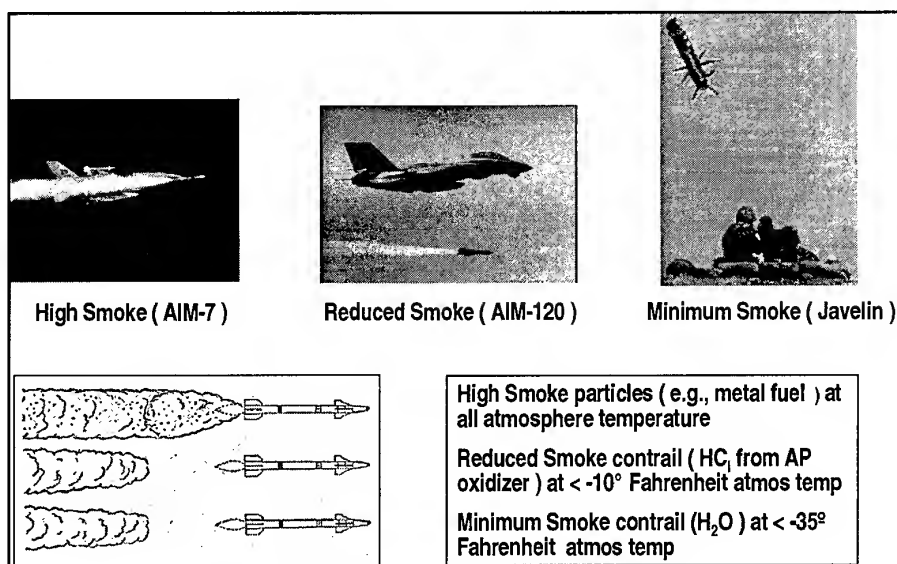 High Smoke ( AIM-7 )
Reduced Smoke ( AIM-120 )
Minimum Smoke ( Javelin )
High Smoke particles ( e.g., metal fuel ) at
all atmosphere temperature
Reduced Smoke contrail ( HCl from AP
oxidizer ) at < -10° Fahrenheit atmos temp
Minimum Smoke contrail (H₂O ) at < -35º
Fahrenheit atmos temp